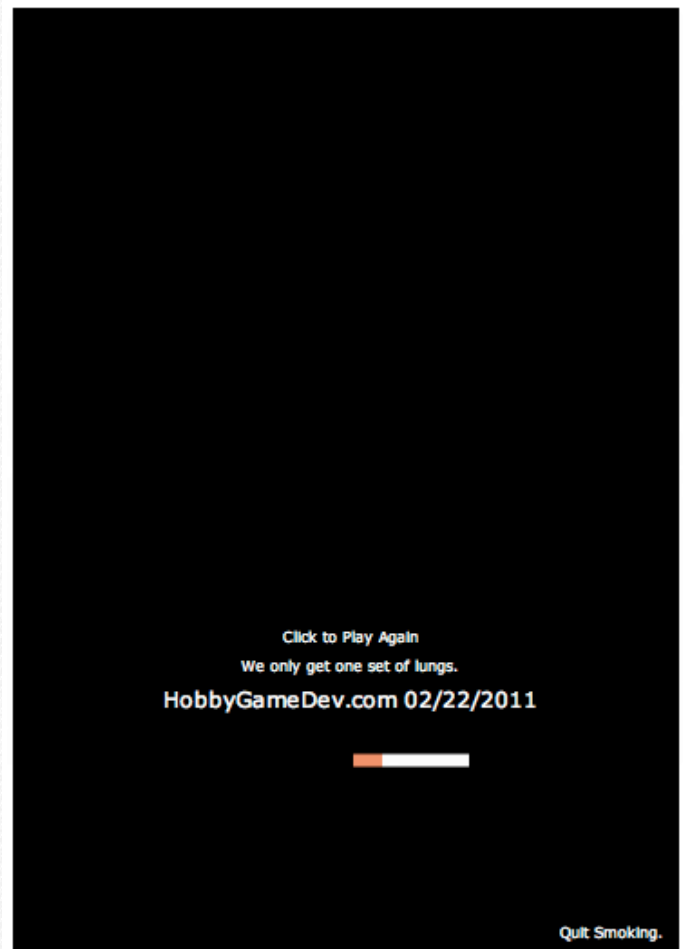 Click to Play Again
We only get one set of lungs.
HobbyGameDev.com 02/22/2011
Quit Smoking.